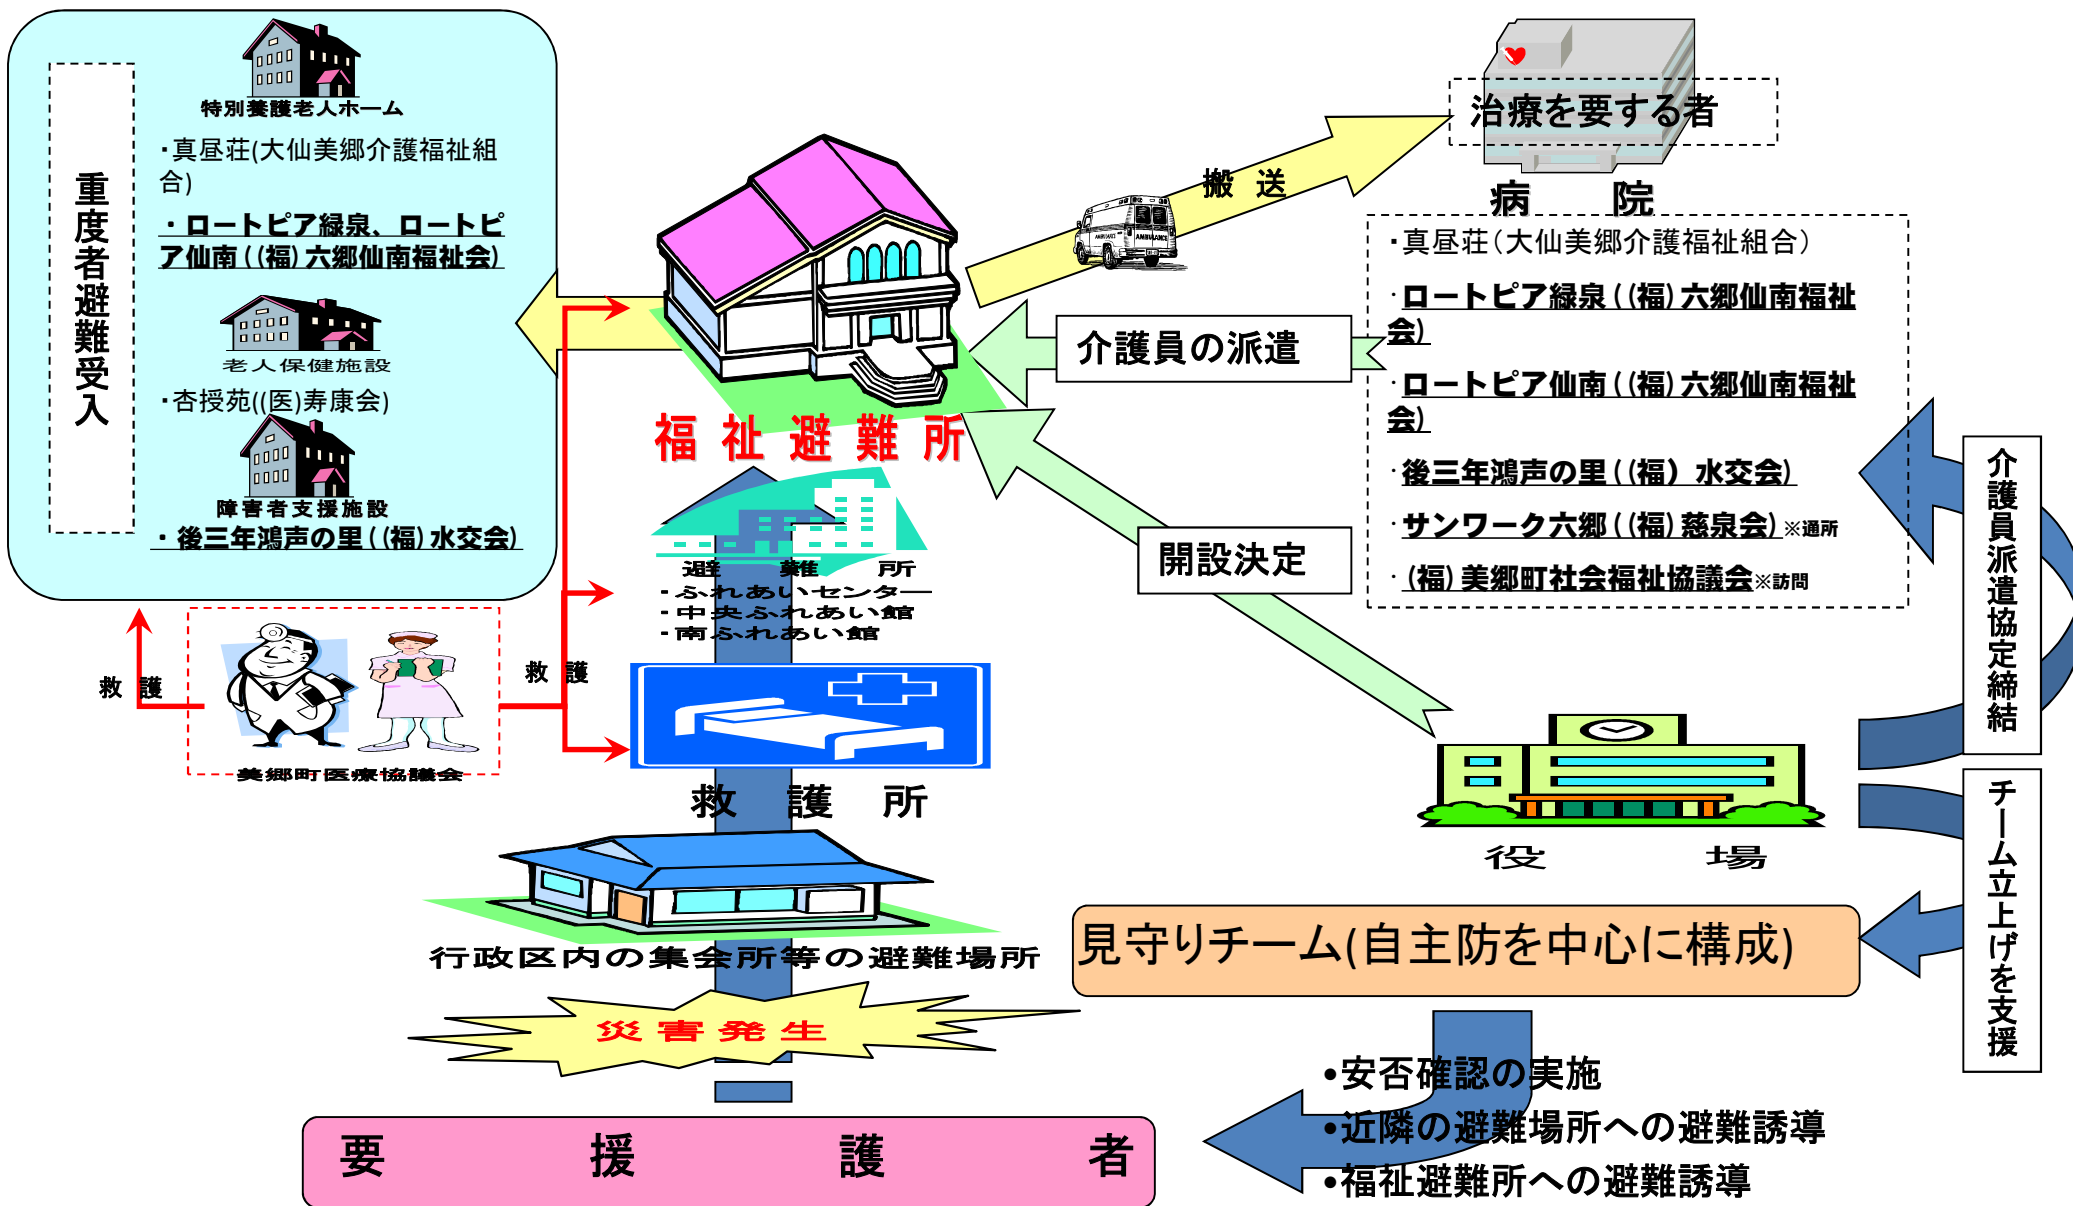 特別養護老人ホーム
・真昼荘(大仙美郷介護福祉組
合)
・ロートピア緑泉、ロートピ
ア仙南((福)六郷仙南福祉会)
老人保健施設
・杏授苑((医)寿康会)
障害者支援施設
・後三年鴻声の里((福)水交会)
重度者避難受入
救護
美郷町医療協議会
救護
福祉避難所
避難所
・ふれあいセンター
・中央ふれあい館
・南ふれあい館
救護所
行政区内の集会所等の避難場所
災害発生
要援護者
搬送
AMBULANCE
治療を要する者
病院
・真昼荘(大仙美郷介護福祉組合)
・ロートピア緑泉((福)六郷仙南福祉
会)
・ロートピア仙南((福)六郷仙南福祉
会)
・後三年鴻声の里((福)水交会)
・サンワーク六郷((福)慈泉会)※通所
・(福)美郷町社会福祉協議会※訪問
介護員の派遣
開設決定
介護員派遣協定締結
役場
チーム立上げを支援
見守りチーム(自主防を中心に構成)
•安否確認の実施
•近隣の避難場所への避難誘導
•福祉避難所への避難誘導